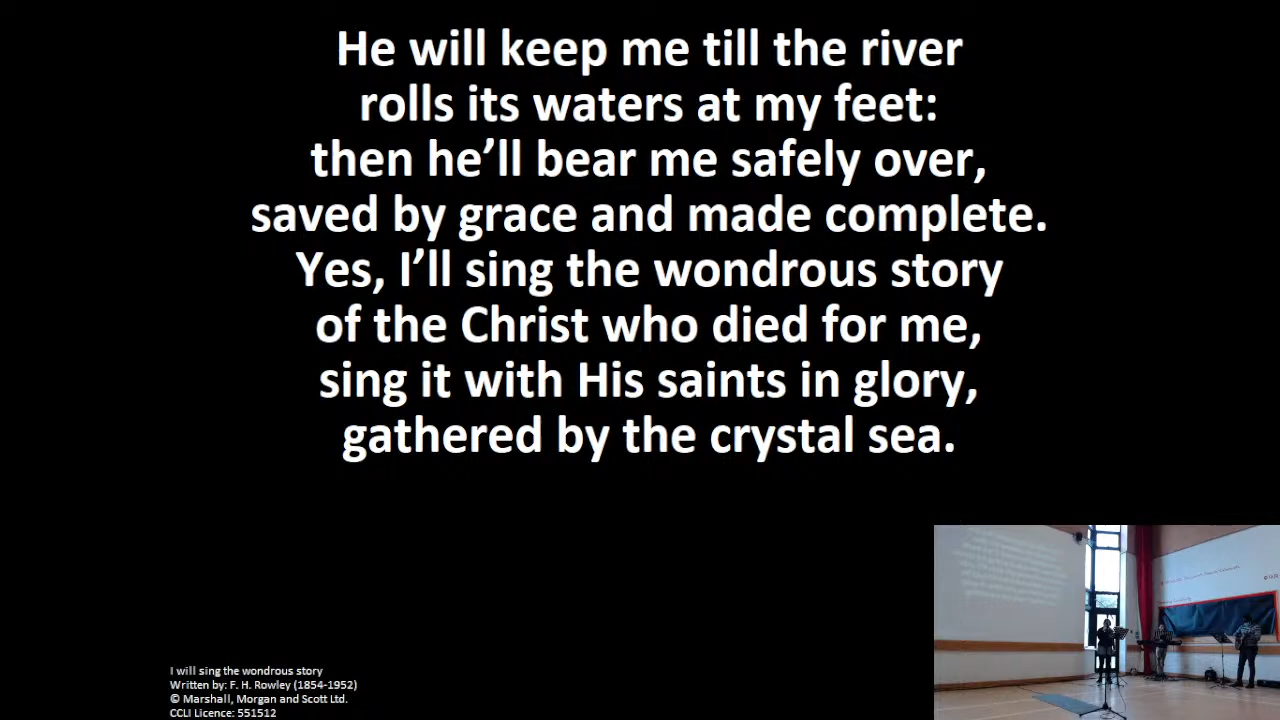 He will keep me till the river
rolls its waters at my feet:
then he’ll bear me safely over,
saved by grace and made complete.
Yes, I’ll sing the wondrous story
of the Christ who died for me,
sing it with His saints in glory,
gathered by the crystal sea.
I will sing the wondrous story
Written by: F. H. Rowley (1854-1952)
© Marshall, Morgan and Scott Ltd.
CCLI Licence: 551512